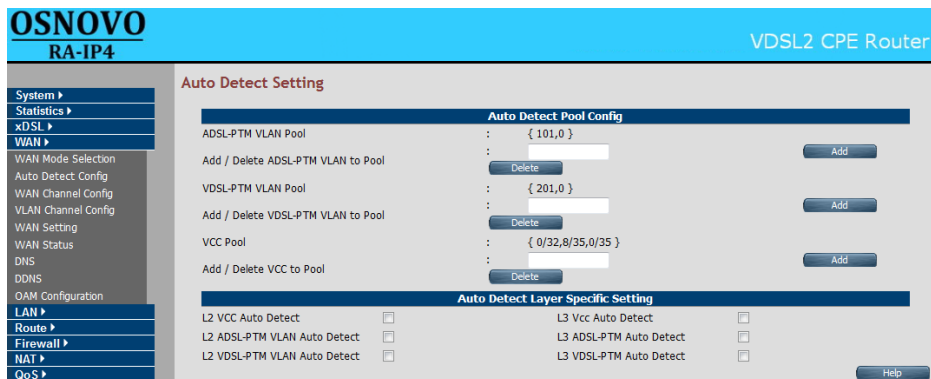 OSNOVO
RA-IP4
VDSL2 CPE Router
System
Statistics
xDSL
WAN
WAN Mode Selection
Auto Detect Config
WAN Channel Config
VLAN Channel Config
WAN Setting
WAN Status
DNS
DDNS
OAM Configuration
LAN
Route
Firewall
NAT
QoS
Auto Detect Setting
Auto Detect Pool Config
ADSL-PTM VLAN Pool : { 101,0 }
Add / Delete ADSL-PTM VLAN to Pool : Add
Delete
VDSL-PTM VLAN Pool : { 201,0 }
Add / Delete VDSL-PTM VLAN to Pool : Add
Delete
VCC Pool : { 0/32,8/35,0/35 }
Add / Delete VCC to Pool : Add
Delete
Auto Detect Layer Specific Setting
L2 VCC Auto Detect L3 Vcc Auto Detect
L2 ADSL-PTM VLAN Auto Detect L3 ADSL-PTM Auto Detect
L2 VDSL-PTM VLAN Auto Detect L3 VDSL-PTM Auto Detect
Help